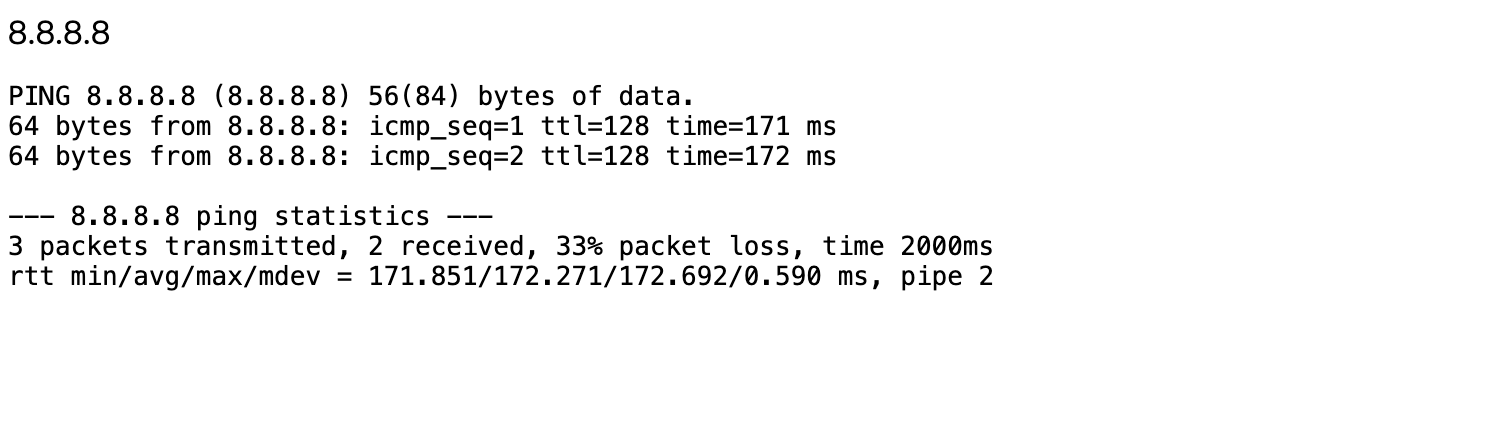 8.8.8.8
PING 8.8.8.8 (8.8.8.8) 56(84) bytes of data.
64 bytes from 8.8.8.8: icmp_seq=1 ttl=128 time=171 ms
64 bytes from 8.8.8.8: icmp_seq=2 ttl=128 time=172 ms
--- 8.8.8.8 ping statistics ---
3 packets transmitted, 2 received, 33% packet loss, time 2000ms
rtt min/avg/max/mdev = 171.851/172.271/172.692/0.590 ms, pipe 2